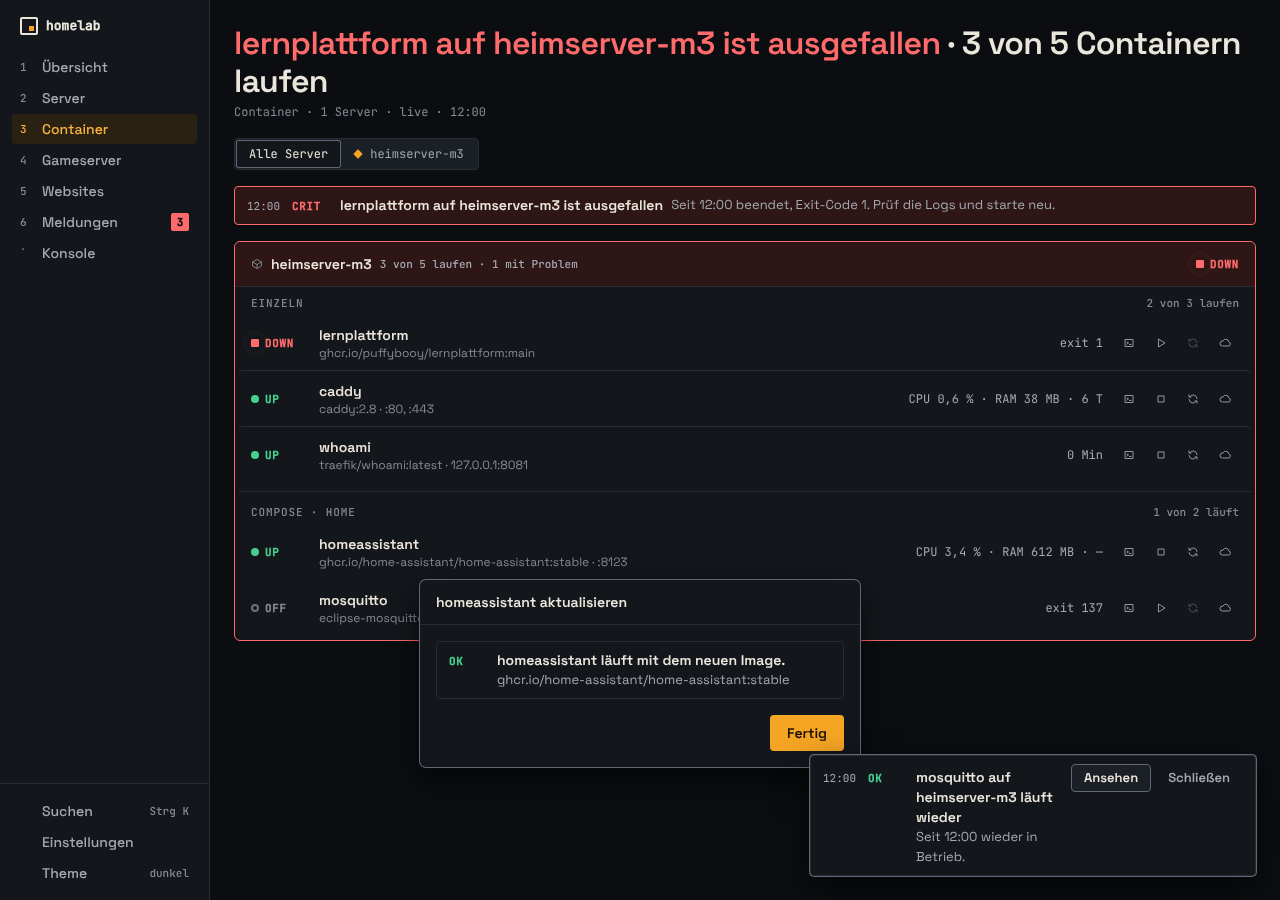 homelab
1 Übersicht
2 Server
3 Container
4 Gameserver
5 Websites
6 Meldungen 3
` Konsole
Suchen Strg K
Einstellungen
Theme dunkel
lernplattform auf heimserver-m3 ist ausgefallen · 3 von 5 Containern
laufen
Container · 1 Server · live · 12:00
Alle Server heimserver-m3
12:00 CRIT lernplattform auf heimserver-m3 ist ausgefallen Seit 12:00 beendet, Exit-Code 1. Prüf die Logs und starte neu.
heimserver-m3 3 von 5 laufen · 1 mit Problem DOWN
EINZELN 2 von 3 laufen
DOWN lernplattform exit 1
ghcr.io/puffybooy/lernplattform:main
UP caddy CPU 0,6 % · RAM 38 MB · 6 T
caddy:2.8 · :80, :443
UP whoami 0 Min
traefik/whoami:latest · 127.0.0.1:8081
COMPOSE · HOME 1 von 2 läuft
UP homeassistant CPU 3,4 % · RAM 612 MB · —
ghcr.io/home-assistant/home-assistant:stable · :8123
OFF mosquitto exit 137
eclipse-mosquitt
homeassistant aktualisieren
OK homeassistant läuft mit dem neuen Image.
ghcr.io/home-assistant/home-assistant:stable
Fertig
12:00 OK mosquitto auf
heimserver-m3 läuft
wieder
Seit 12:00 wieder in
Betrieb.
Ansehen Schließen